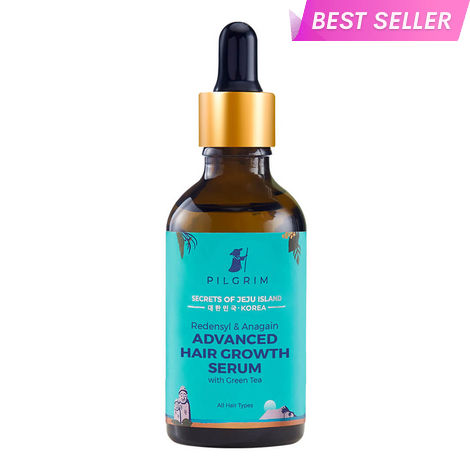 BEST SELLER
PILGRIM
SECRETS OF JEJU ISLAND
대한민국·KOREA
Redensyl & Anagain
ADVANCED
HAIR GROWTH
SERUM
with Green Tea
All Hair Types